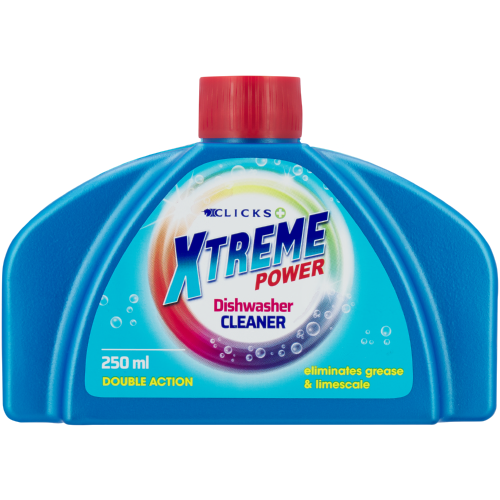 CLICKS
XTREME
POWER
Dishwasher
CLEANER
250 ml
DOUBLE ACTION
eliminates grease
& limescale